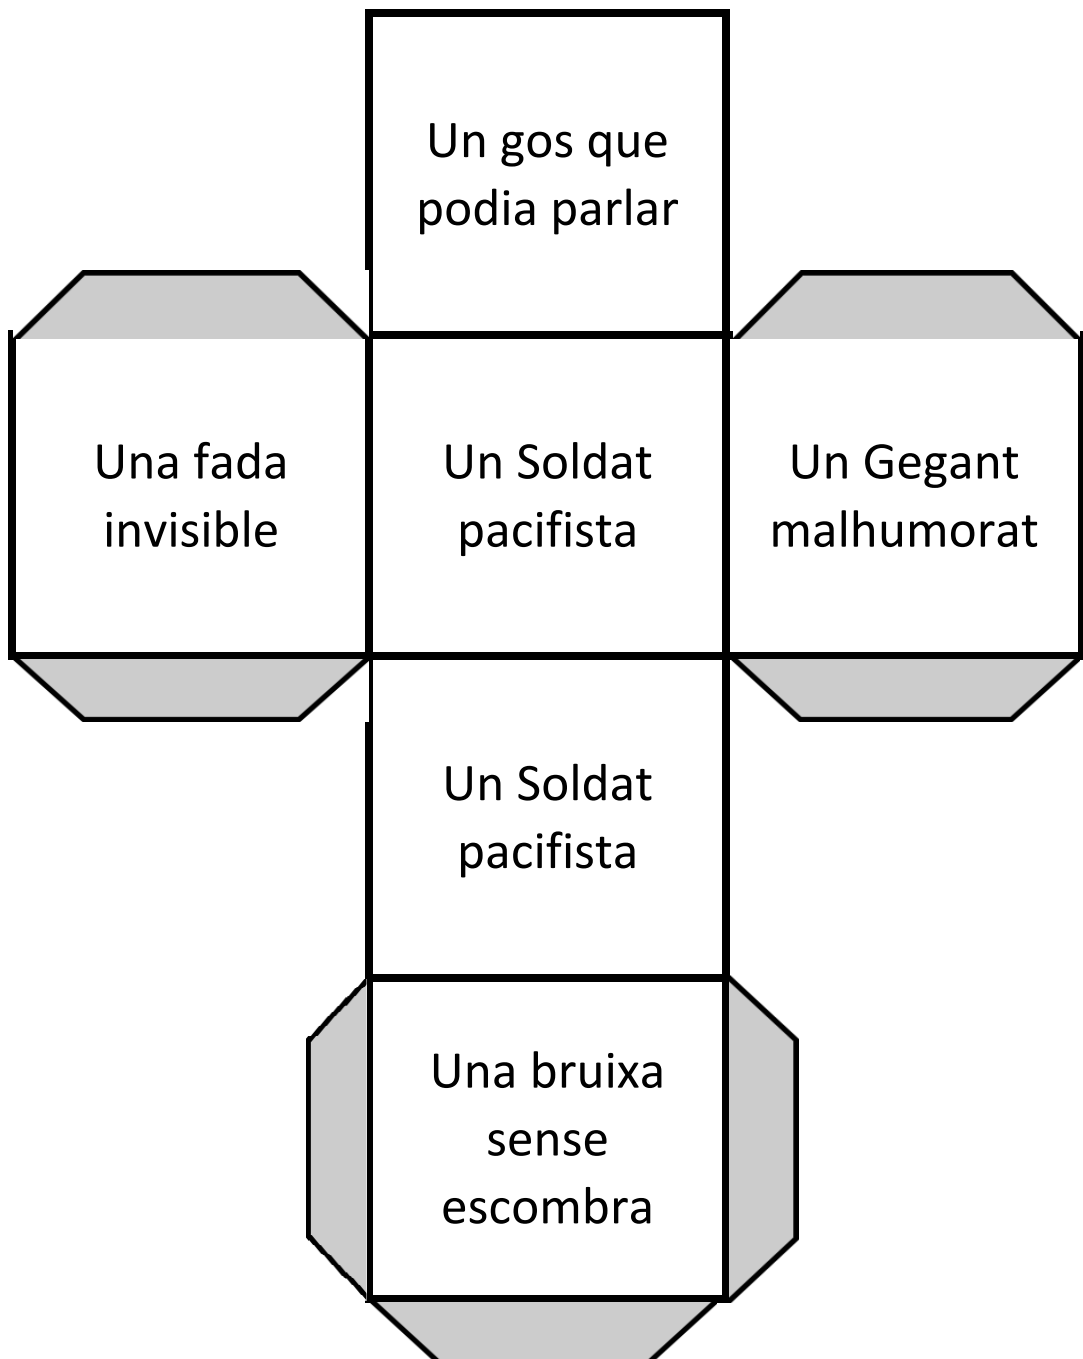 Un gos que
podia parlar
Una fada
invisible
Un Soldat
pacifista
Un Gegant
malhumorat
Un Soldat
pacifista
Una bruixa
sense
escombra